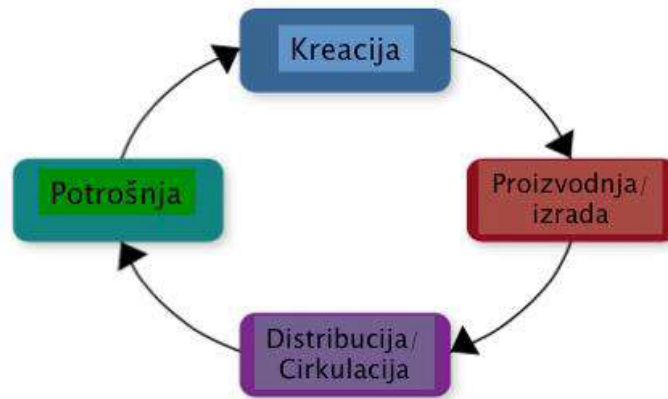 Kreacija
Proizvodnja/
izrada
Distribucija/
Cirkulacija
Potrošnja